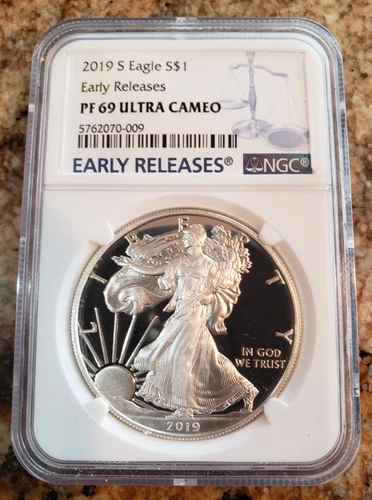 2019 S Eagle S$1
Early Releases
PF 69 ULTRA CAMEO
5762070-009
EARLY RELEASES® NGC®
LIBERTY
IN GOD
WE TRUST
2019